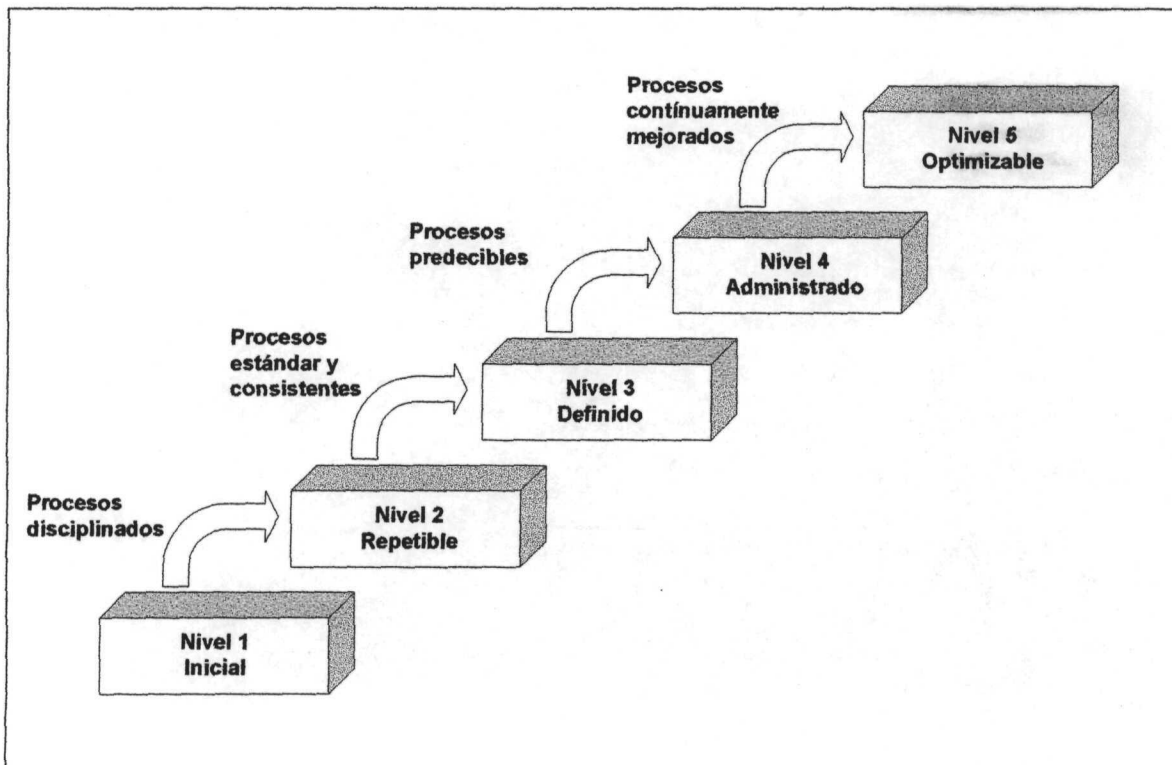 Procesos
contínuamente
mejorados
Nivel 5
Optimizable
Procesos
predecibles
Nivel 4
Administrado
Procesos
estándar y
consistentes
Nivel 3
Definido
Procesos
disciplinados
Nivel 2
Repetible
Nivel 1
Inicial